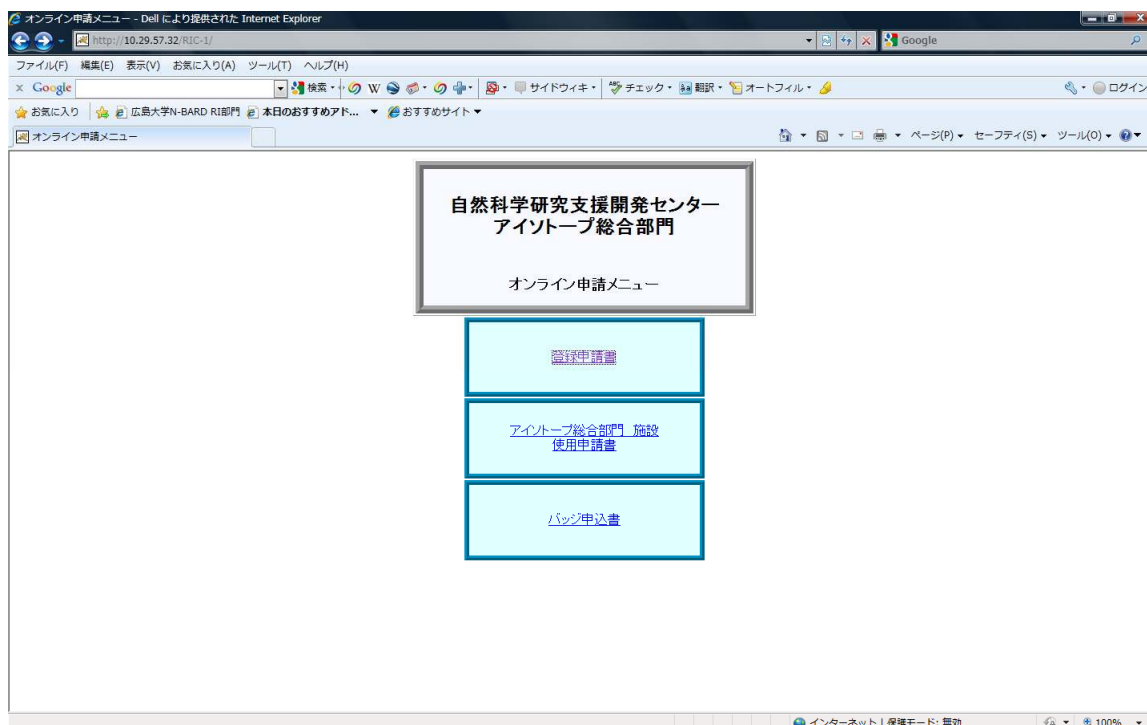 オンライン申請メニュー - Dell により提供された Internet Explorer
http://10.29.57.32/RIC-1/
Google
ファイル(F) 編集(E) 表示(V) お気に入り(A) ツール(T) ヘルプ(H)
x Google 検索 サイドウィキ チェック 翻訳 オートフィル ログイン
お気に入り 広島大学N-BARD RI部門 本日のおすすめアド... おすすめサイト
オンライン申請メニュー ページ(P) セーフティ(S) ツール(O)
自然科学研究支援開発センター
アイソトープ総合部門
オンライン申請メニュー
登録申請書
アイソトープ総合部門 施設
使用申請書
バッジ申込書
インターネット | 保護モード: 無効 100%